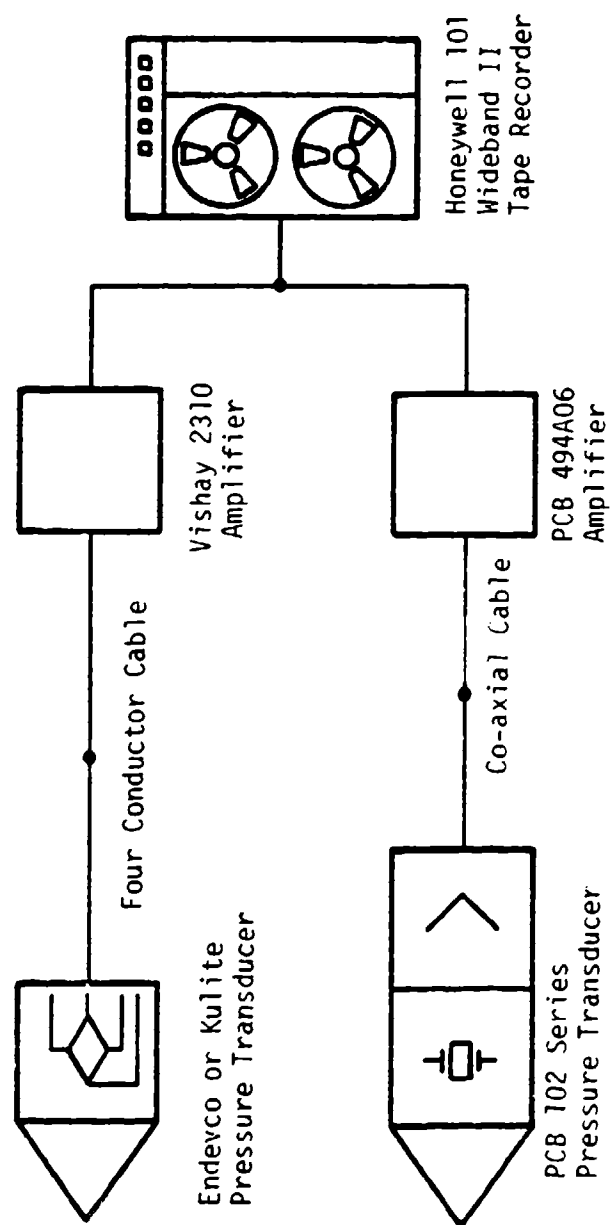 Endevco or Kulite
Pressure Transducer
Four Conductor Cable
Vishay 2310
Amplifier
Honeywell 101
Wideband II
Tape Recorder
PCB 102 Series
Pressure Transducer
Co-axial Cable
PCB 494A06
Amplifier